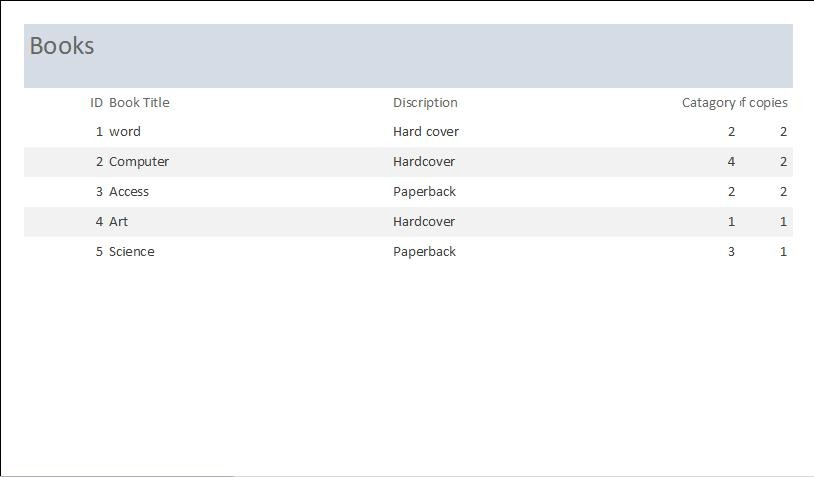 Books
ID Book Title Discription Catagory f copies
1 word Hard cover 2 2
2 Computer Hardcover 4 2
3 Access Paperback 2 2
4 Art Hardcover 1 1
5 Science Paperback 3 1